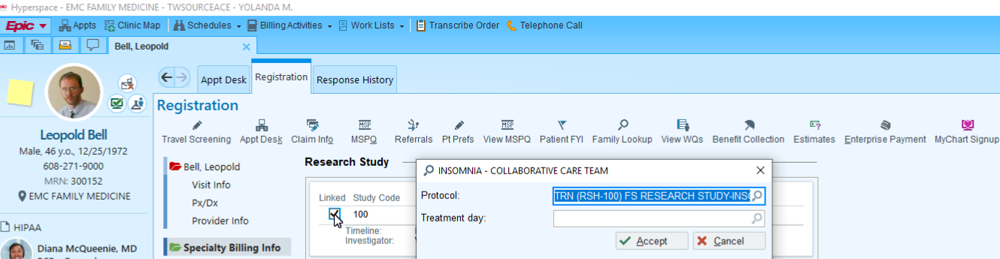 Hyperspace - EMC FAMILY MEDICINE - TWSOURCEACE - YOLANDA M.
Epic Appts Clinic Map Schedules Billing Activities Work Lists Transcribe Order Telephone Call
Bell, Leopold
Appt Desk Registration Response History
Registration
Travel Screening Appt Desk Claim Info MSPQ Referrals Pt Prefs View MSPQ Patient FYI Family Lookup View WQs Benefit Collection Estimates Enterprise Payment MyChart Signup
Leopold Bell
Male, 46 y.o., 12/25/1972
608-271-9000
MRN: 300152
EMC FAMILY MEDICINE
HIPAA
Diana McQueenie, MD
Bell, Leopold
Visit Info
Px/Dx
Provider Info
Specialty Billing Info
Research Study
Linked Study Code
100
Timeline:
Investigator:
INSOMNIA - COLLABORATIVE CARE TEAM
Protocol: TRN (RSH-100) FS RESEARCH STUDY-INS
Treatment day:
Accept Cancel